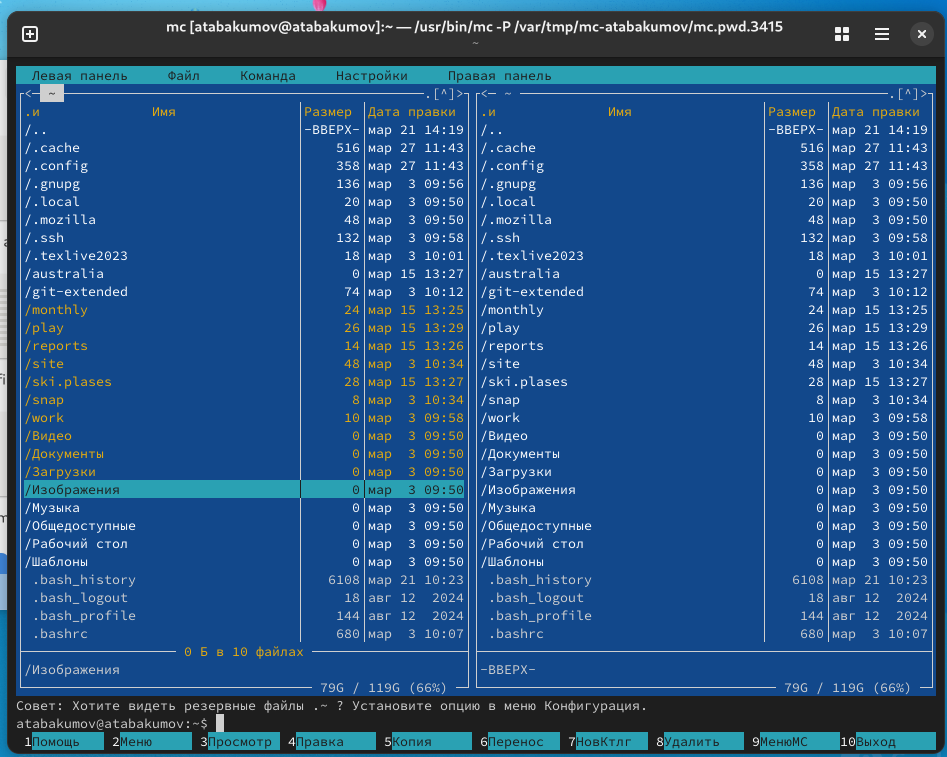 mc [atabakumov@atabakumov]:~ — /usr/bin/mc -P /var/tmp/mc-atabakumov/mc.pwd.3415
~
Левая панель Файл Команда Настройки Правая панель
<— ~ .[^]> <— ~ .[^]>
.и Имя Размер Дата правки .и Имя Размер Дата правки
/.. -ВВЕРХ- мар 21 14:19 /.. -ВВЕРХ- мар 21 14:19
/.cache 516 мар 27 11:43 /.cache 516 мар 27 11:43
/.config 358 мар 27 11:43 /.config 358 мар 27 11:43
/.gnupg 136 мар 3 09:56 /.gnupg 136 мар 3 09:56
/.local 20 мар 3 09:50 /.local 20 мар 3 09:50
/.mozilla 48 мар 3 09:50 /.mozilla 48 мар 3 09:50
/.ssh 132 мар 3 09:58 /.ssh 132 мар 3 09:58
/.texlive2023 18 мар 3 10:01 /.texlive2023 18 мар 3 10:01
/australia 0 мар 15 13:27 /australia 0 мар 15 13:27
/git-extended 74 мар 3 10:12 /git-extended 74 мар 3 10:12
/monthly 24 мар 15 13:25 /monthly 24 мар 15 13:25
/play 26 мар 15 13:29 /play 26 мар 15 13:29
/reports 14 мар 15 13:26 /reports 14 мар 15 13:26
/site 48 мар 3 10:34 /site 48 мар 3 10:34
/ski.plases 28 мар 15 13:27 /ski.plases 28 мар 15 13:27
/snap 8 мар 3 10:34 /snap 8 мар 3 10:34
/work 10 мар 3 09:58 /work 10 мар 3 09:58
/Видео 0 мар 3 09:50 /Видео 0 мар 3 09:50
/Документы 0 мар 3 09:50 /Документы 0 мар 3 09:50
/Загрузки 0 мар 3 09:50 /Загрузки 0 мар 3 09:50
/Изображения 0 мар 3 09:50 /Изображения 0 мар 3 09:50
/Музыка 0 мар 3 09:50 /Музыка 0 мар 3 09:50
/Общедоступные 0 мар 3 09:50 /Общедоступные 0 мар 3 09:50
/Рабочий стол 0 мар 3 09:50 /Рабочий стол 0 мар 3 09:50
/Шаблоны 0 мар 3 09:50 /Шаблоны 0 мар 3 09:50
.bash_history 6108 мар 21 10:23 .bash_history 6108 мар 21 10:23
.bash_logout 18 авг 12 2024 .bash_logout 18 авг 12 2024
.bash_profile 144 авг 12 2024 .bash_profile 144 авг 12 2024
.bashrc 680 мар 3 10:07 .bashrc 680 мар 3 10:07
0 Б в 10 файлах
/Изображения -ВВЕРХ-
79G / 119G (66%) 79G / 119G (66%)
Совет: Хотите видеть резервные файлы .~ ? Установите опцию в меню Конфигурация.
atabakumov@atabakumov:~$
1Помощь 2Меню 3Просмотр 4Правка 5Копия 6Перенос 7НовКтлг 8Удалить 9МенюМС 10Выход